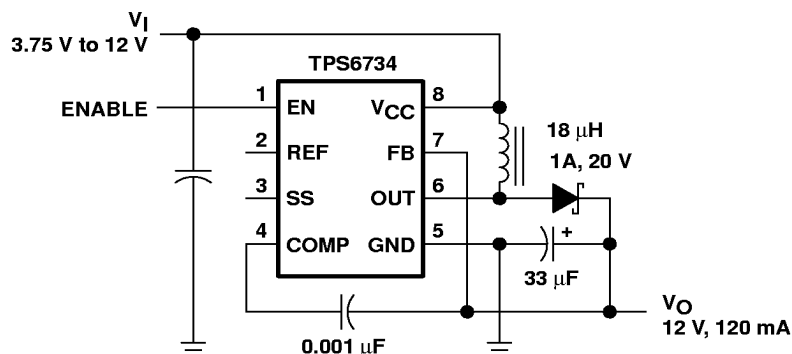 VI
3.75 V to 12 V
TPS6734
ENABLE
1 EN VCC 8
2 REF FB 7
3 SS OUT 6
4 COMP GND 5
18 μH
1A, 20 V
+
33 μF
0.001 μF
VO
12 V, 120 mA